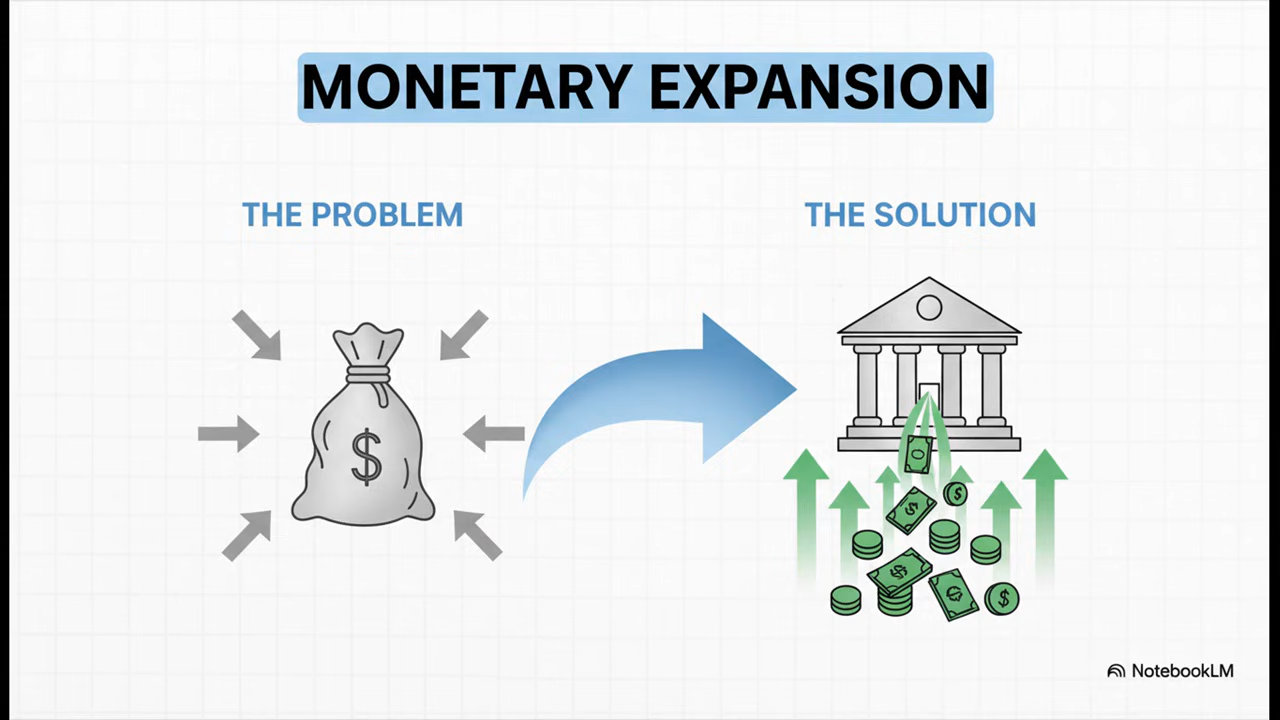 MONETARY EXPANSION
THE PROBLEM
THE SOLUTION
$
$
$
$
$
NotebookLM